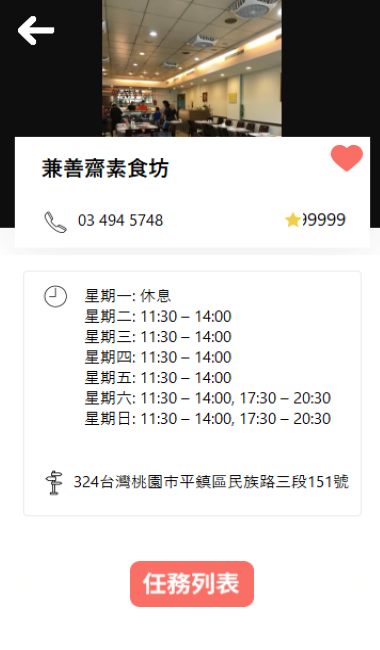 兼善齋素食坊
03 494 5748
99999
星期一: 休息
星期二: 11:30 – 14:00
星期三: 11:30 – 14:00
星期四: 11:30 – 14:00
星期五: 11:30 – 14:00
星期六: 11:30 – 14:00, 17:30 – 20:30
星期日: 11:30 – 14:00, 17:30 – 20:30
324台灣桃園市平鎮區民族路三段151號
任務列表